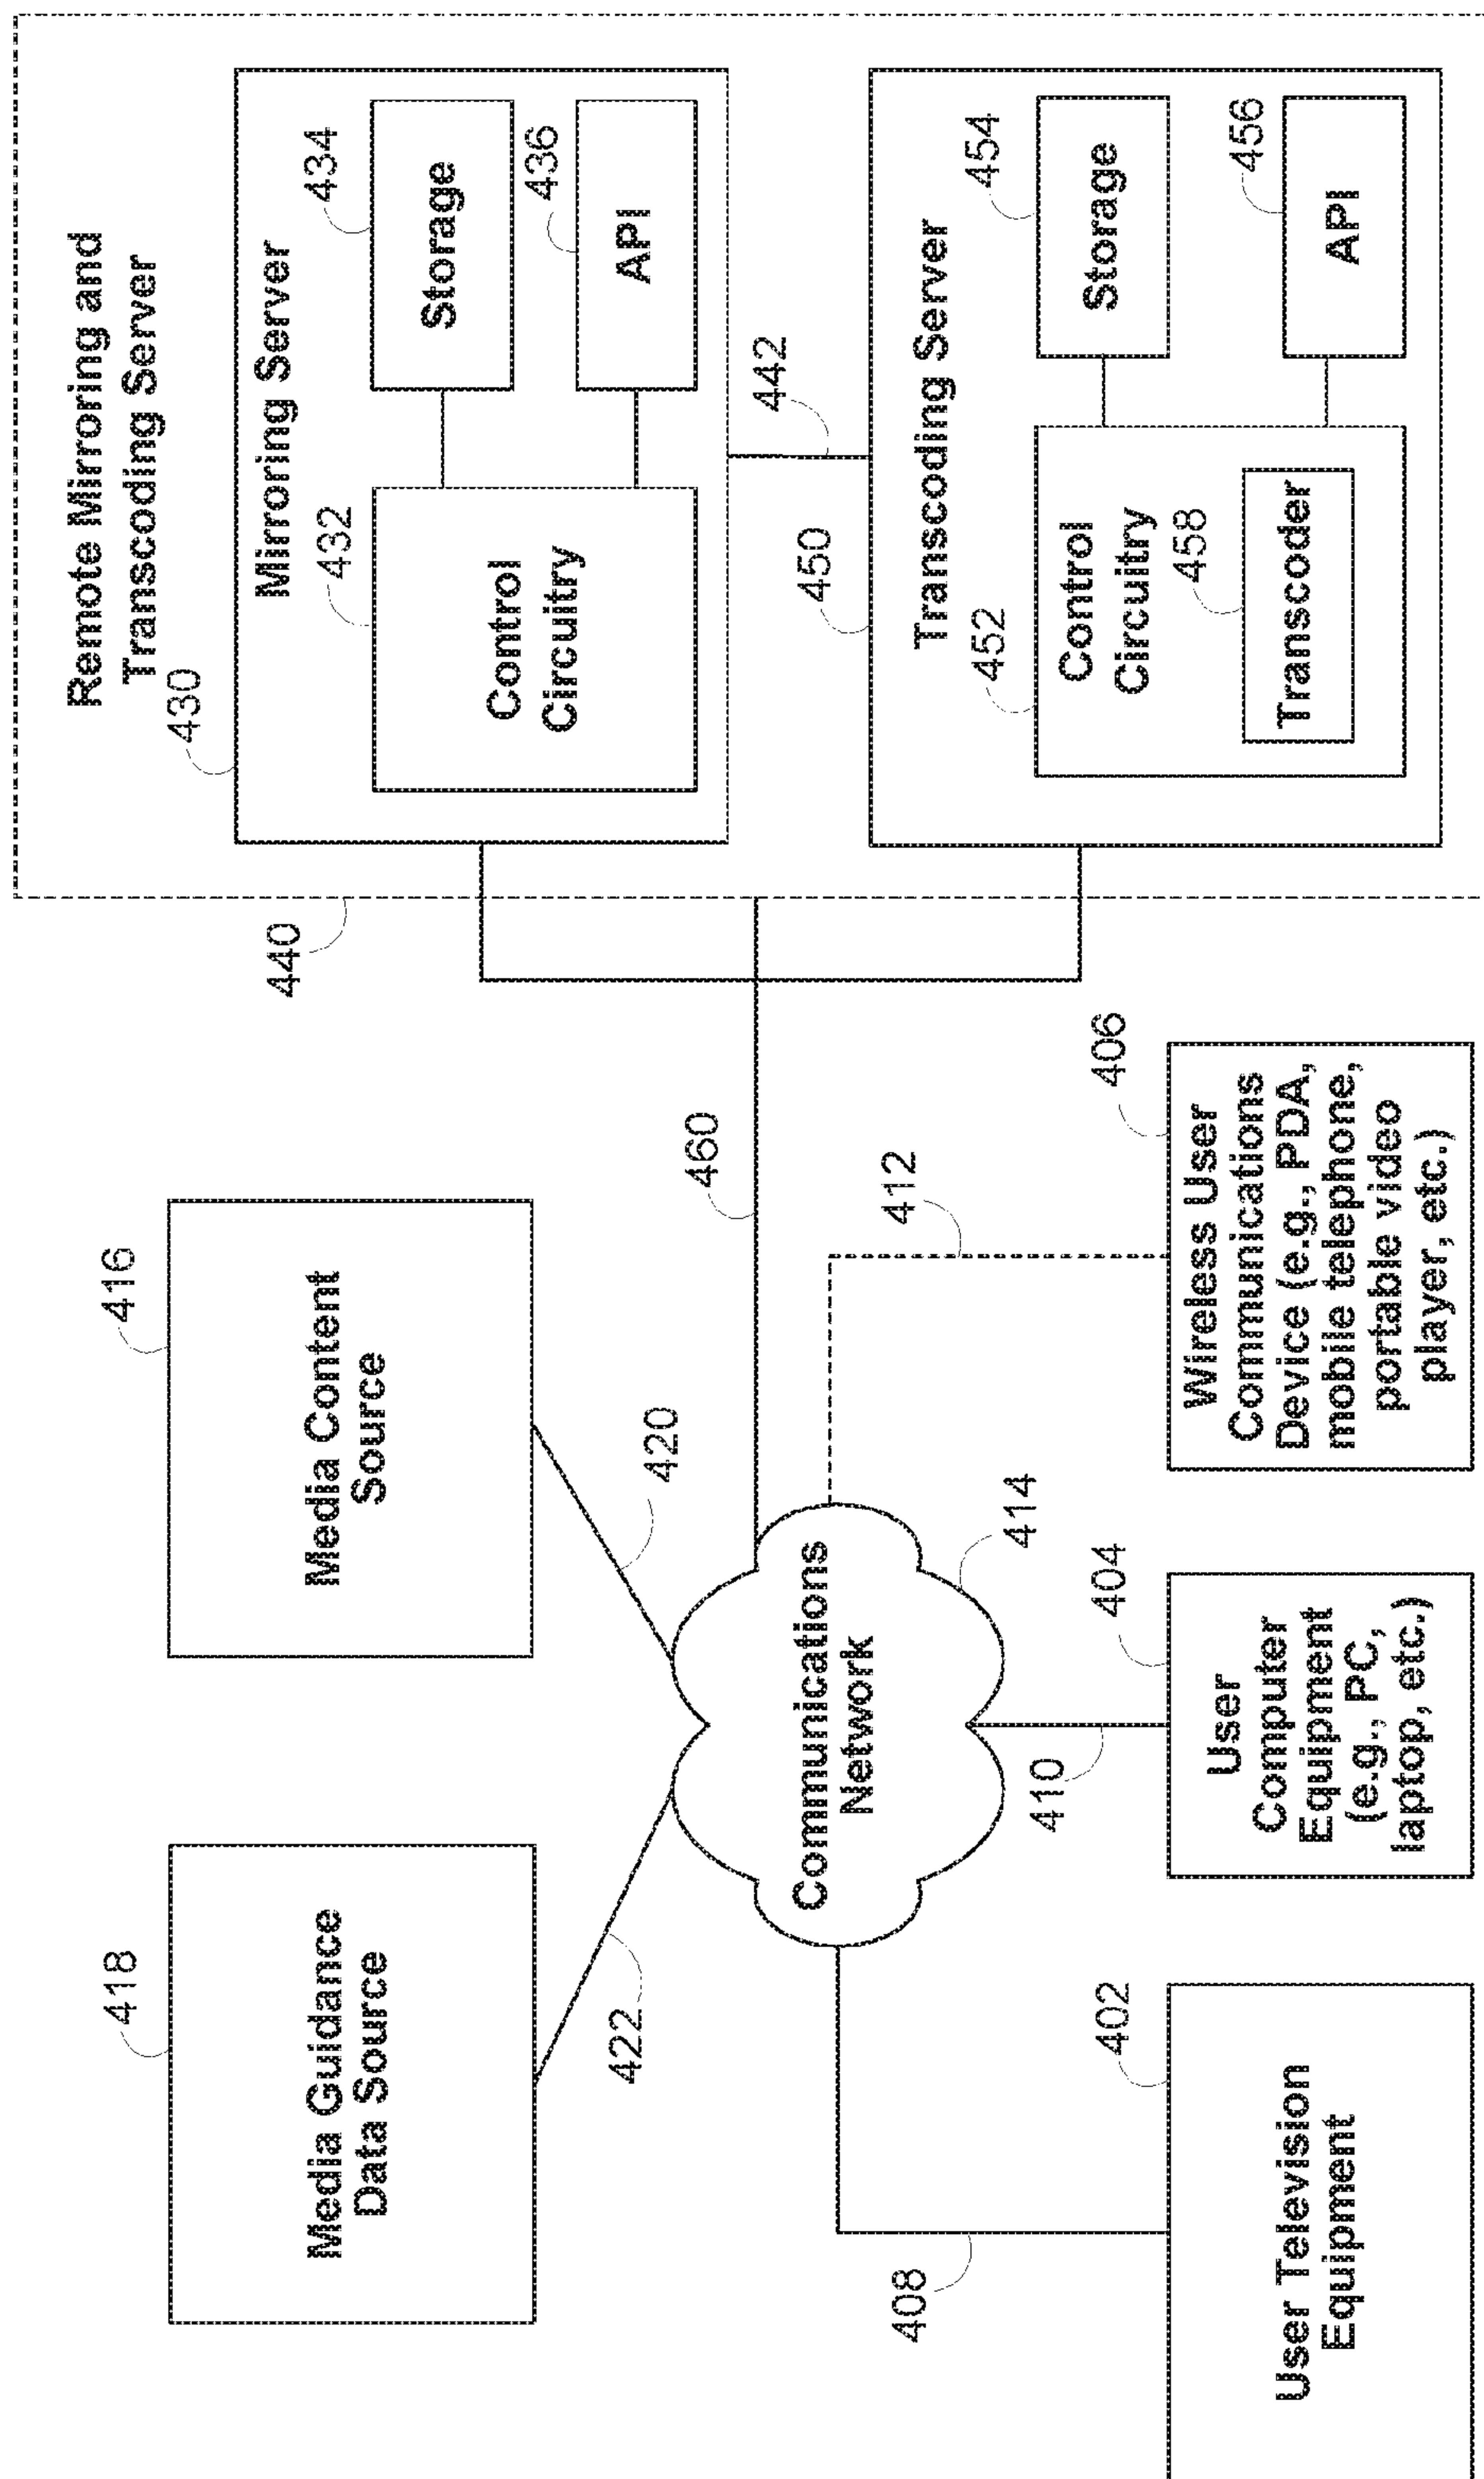 418
Media Guidance
Data Source
416
Media Content
Source
422
420
Communications
Network
414
460
408
410
412
402
User Television
Equipment
404
User
Computer
Equipment
(e.g., PC,
laptop, etc.)
406
Wireless User
Communications
Device (e.g., PDA,
mobile telephone,
portable video
player, etc.)
440
Remote Mirroring and
Transcoding Server
430
Mirroring Server
432
Control
Circuitry
434
Storage
436
API
442
450
Transcoding Server
452
Control
Circuitry
458
Transcoder
454
Storage
456
API